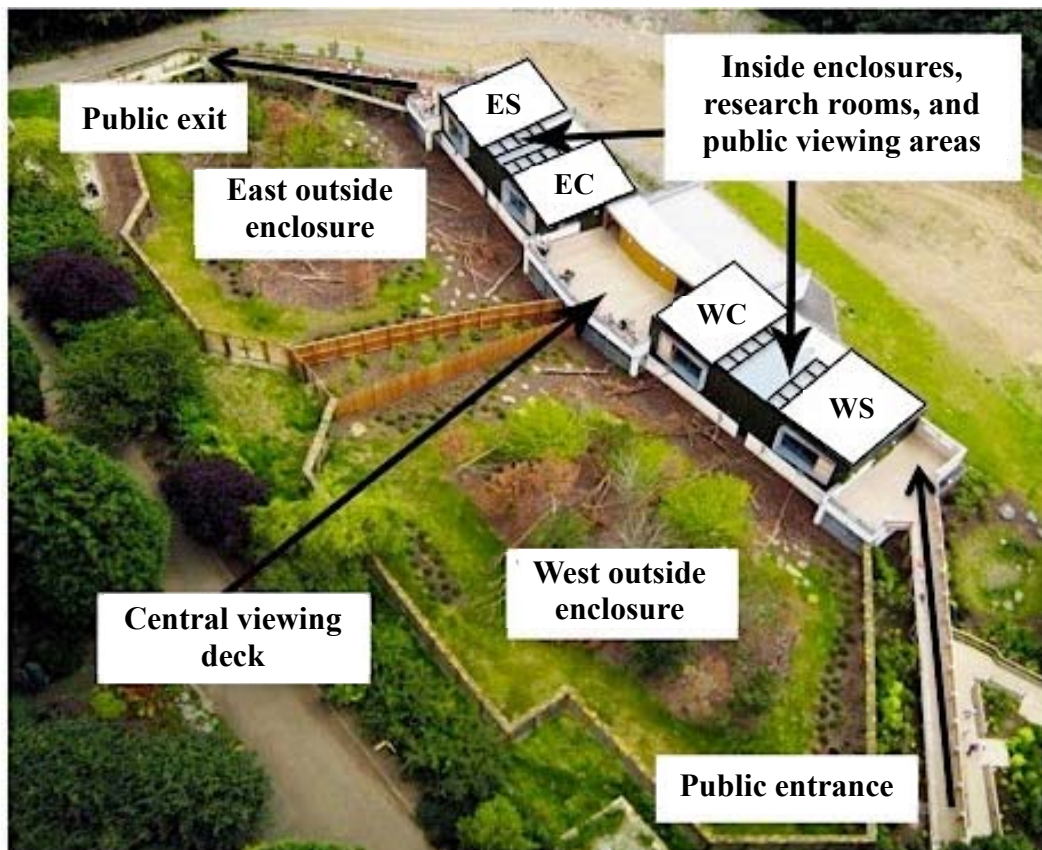 Inside enclosures,
research rooms, and
public viewing areas
Public exit
ES
EC
East outside
enclosure
WC
WS
West outside
enclosure
Central viewing
deck
Public entrance